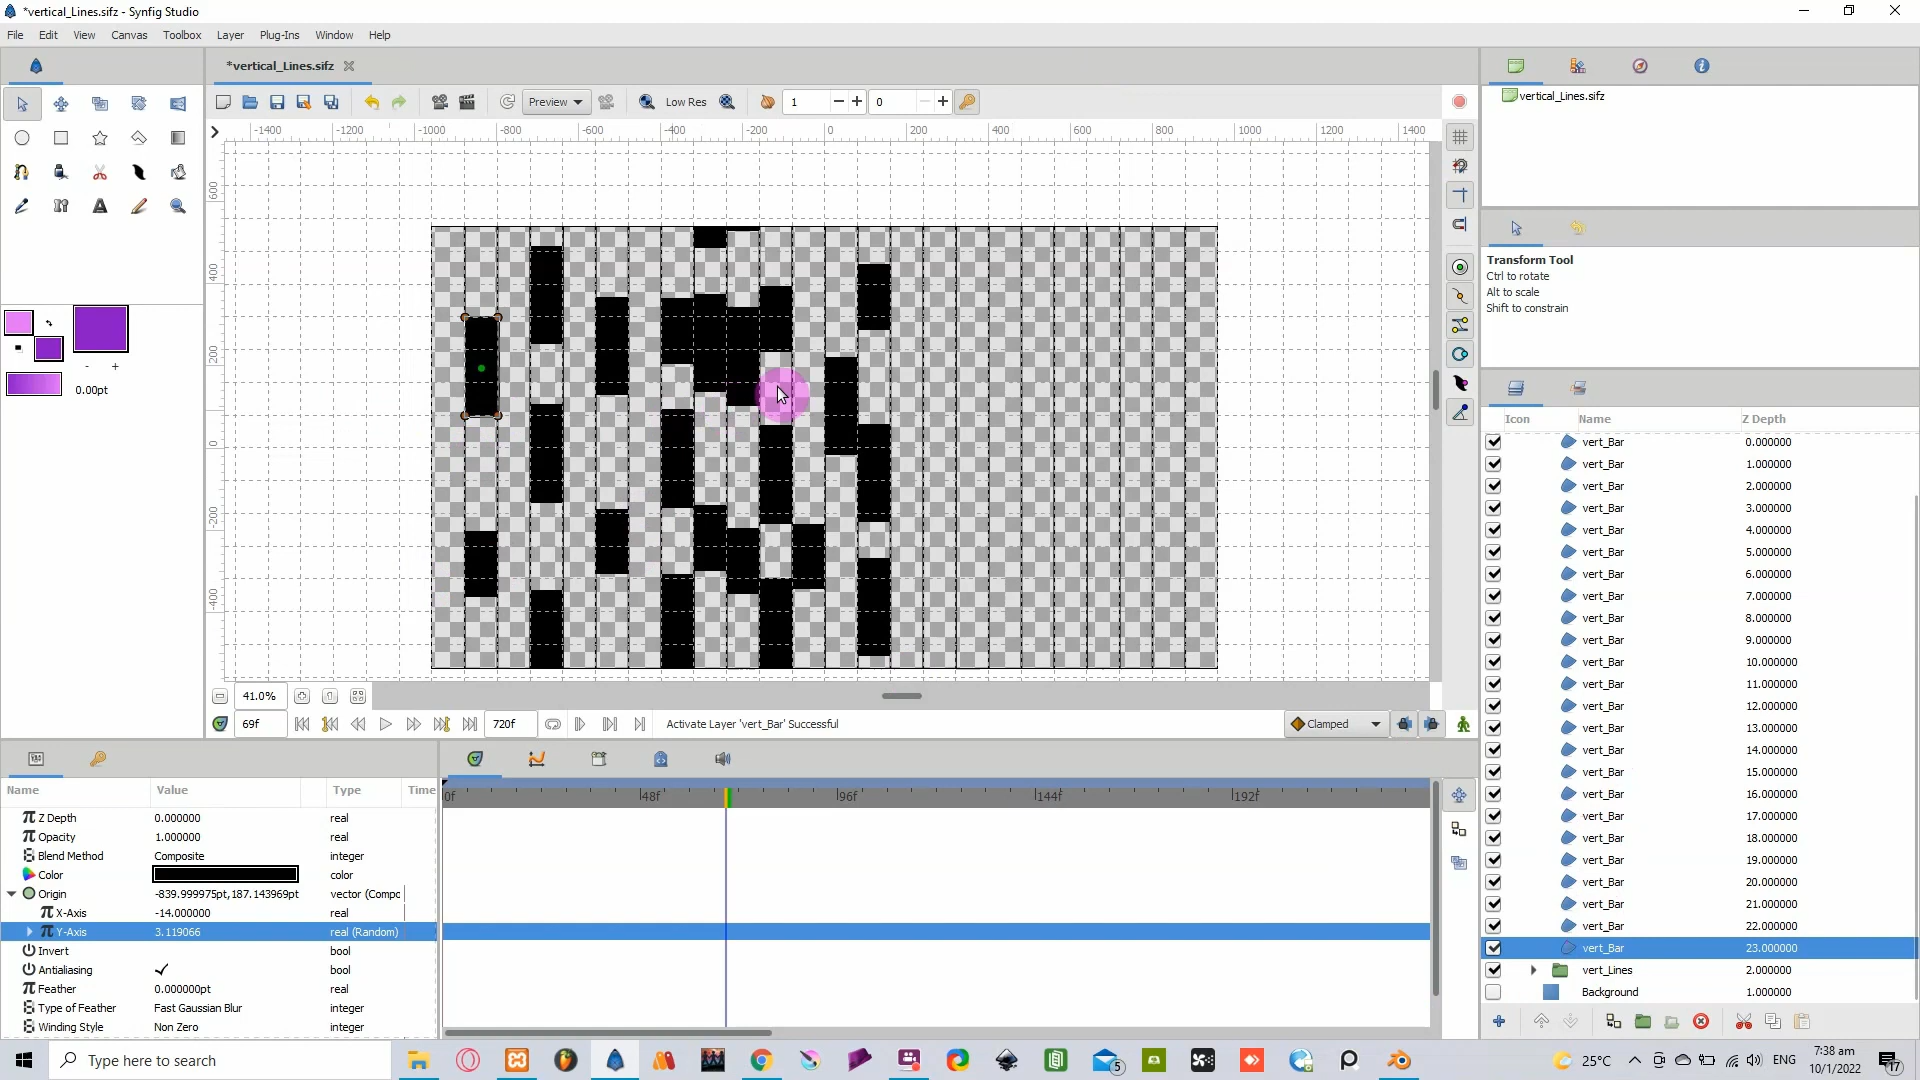 *vertical_Lines.sifz - Synfig Studio
File Edit View Canvas Toolbox Layer Plug-Ins Window Help
*vertical_Lines.sifz
Preview Low Res 1 0
-1400 -1200 -1000 -800 -600 -400 -200 0 200 400 600 800 1000 1200 1400
600
400
200
0
-200
-400
0.00pt
vertical_Lines.sifz
Transform Tool
Ctrl to rotate
Alt to scale
Shift to constrain
Icon Name Z Depth
vert_Bar 0.000000
vert_Bar 1.000000
vert_Bar 2.000000
vert_Bar 3.000000
vert_Bar 4.000000
vert_Bar 5.000000
vert_Bar 6.000000
vert_Bar 7.000000
vert_Bar 8.000000
vert_Bar 9.000000
vert_Bar 10.000000
vert_Bar 11.000000
vert_Bar 12.000000
vert_Bar 13.000000
vert_Bar 14.000000
vert_Bar 15.000000
vert_Bar 16.000000
vert_Bar 17.000000
vert_Bar 18.000000
vert_Bar 19.000000
vert_Bar 20.000000
vert_Bar 21.000000
vert_Bar 22.000000
vert_Bar 23.000000
vert_Lines 2.000000
Background 1.000000
41.0%
69f 720f Activate Layer 'vert_Bar' Successful Clamped
Name Value Type Time
Z Depth 0.000000 real
Opacity 1.000000 real
Blend Method Composite integer
Color color
Origin -839.999975pt,187.143969pt vector (Compo
X-Axis -14.000000 real
Y-Axis 3.119066 real (Random)
Invert bool
Antialiasing bool
Feather 0.000000pt real
Type of Feather Fast Gaussian Blur integer
Winding Style Non Zero integer
0f 48f 96f 144f 192f
Type here to search
5
25°C ENG 7:38 am
10/1/2022
17